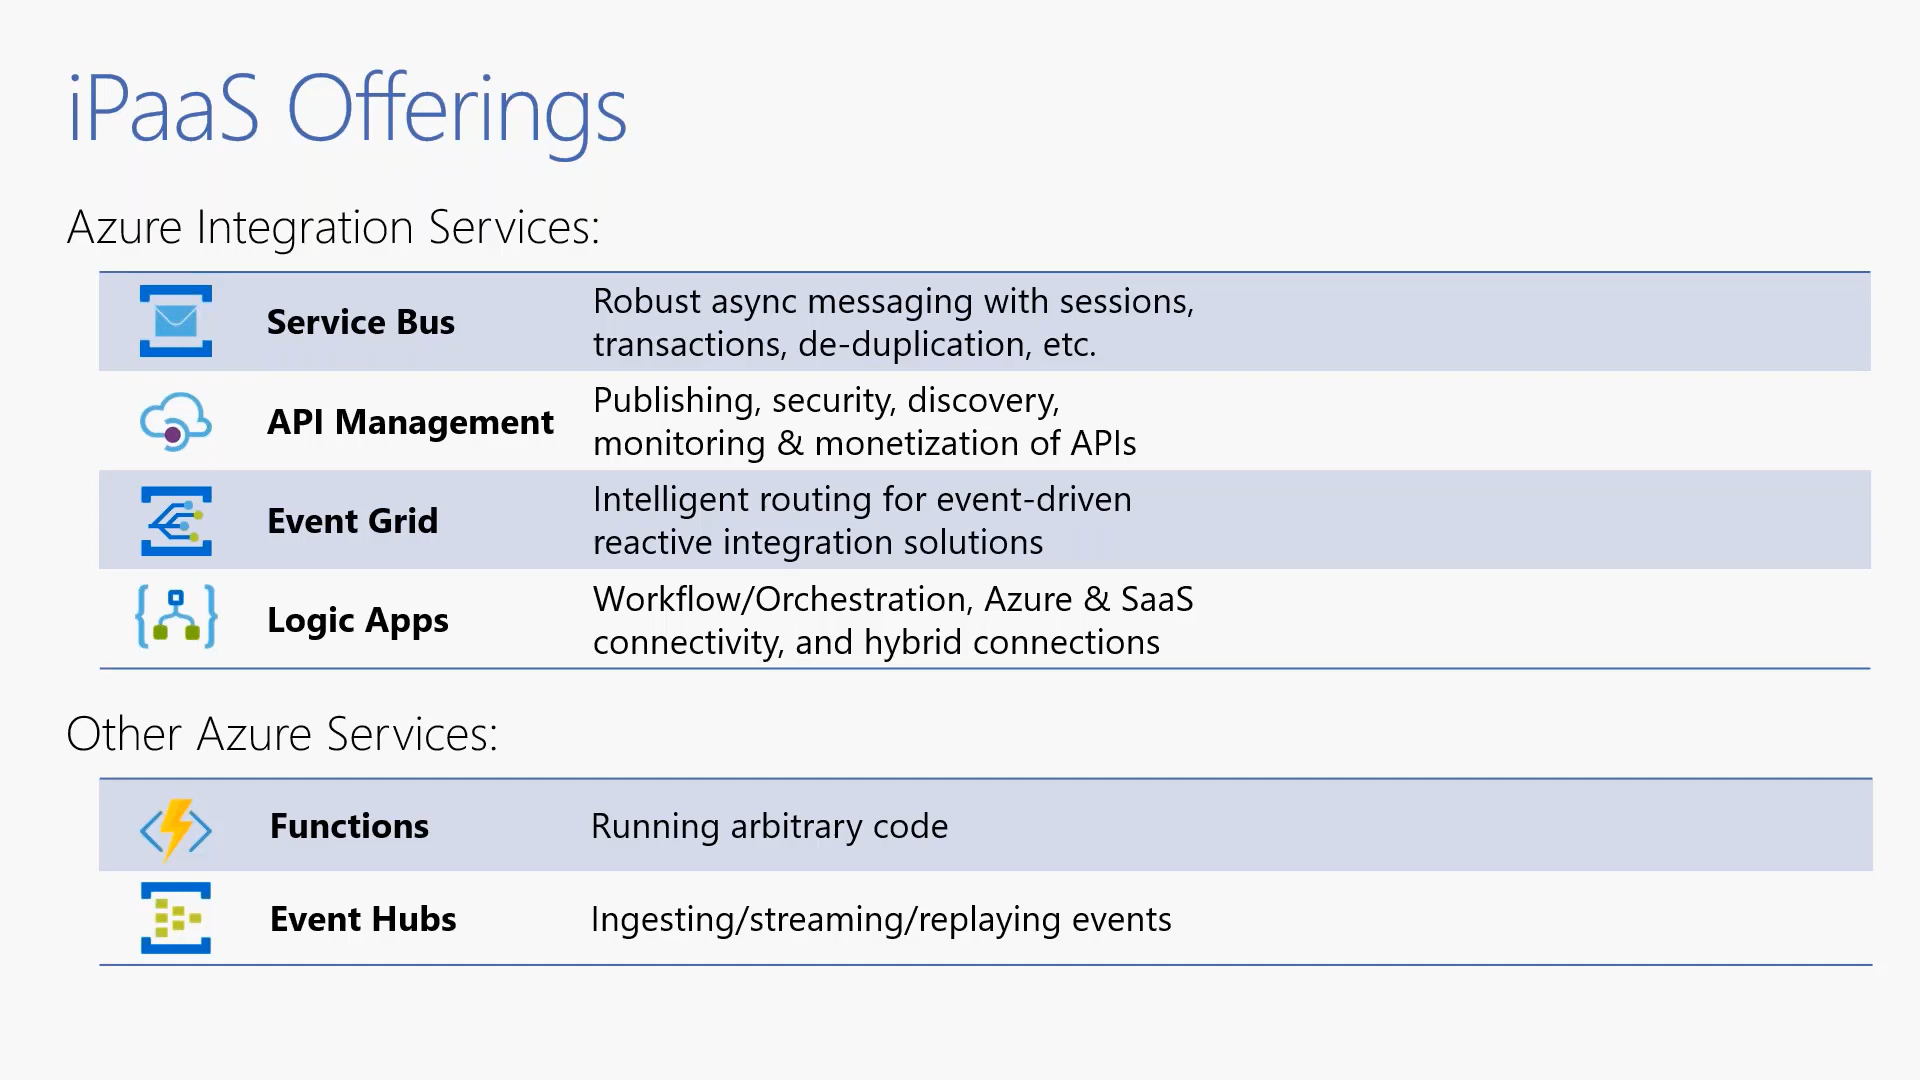 iPaaS Offerings
Azure Integration Services:
Service Bus
Robust async messaging with sessions,
transactions, de-duplication, etc.
API Management
Publishing, security, discovery,
monitoring & monetization of APIs
Event Grid
Intelligent routing for event-driven
reactive integration solutions
Logic Apps
Workflow/Orchestration, Azure & SaaS
connectivity, and hybrid connections
Other Azure Services:
Functions
Running arbitrary code
Event Hubs
Ingesting/streaming/replaying events